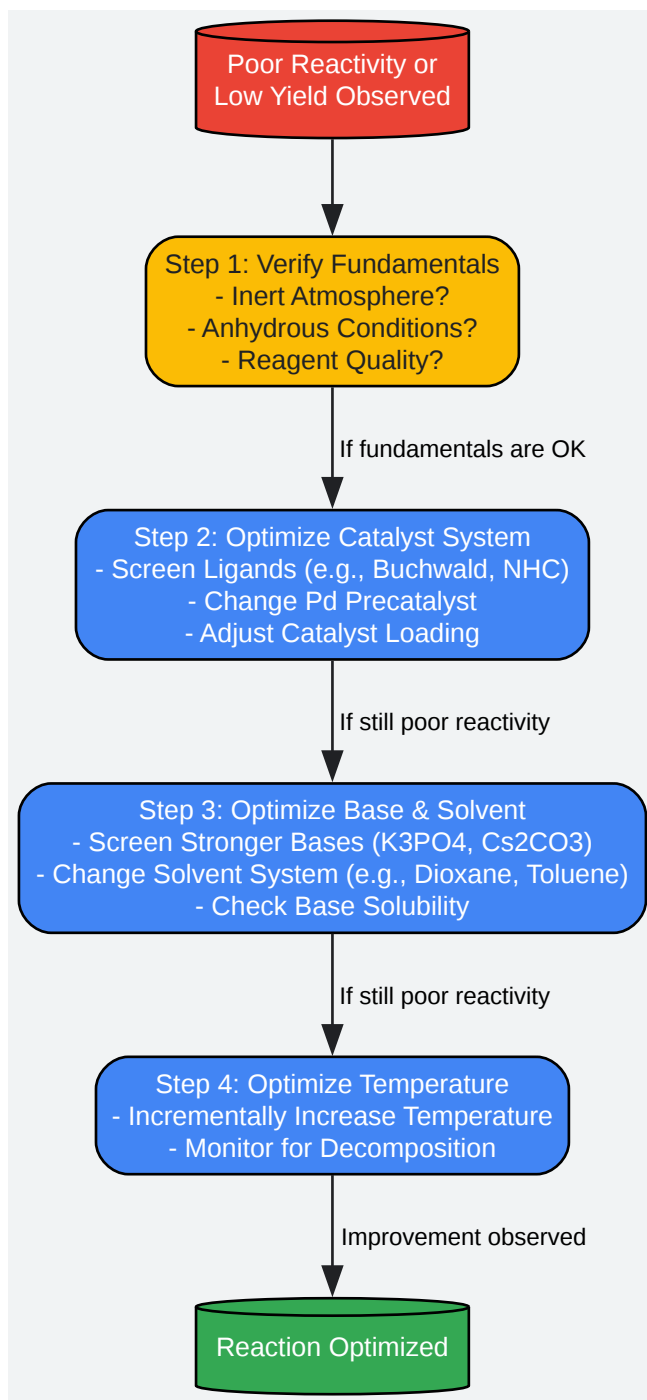 Poor Reactivity or
Low Yield Observed
Step 1: Verify Fundamentals
- Inert Atmosphere?
- Anhydrous Conditions?
- Reagent Quality?
If fundamentals are OK
Step 2: Optimize Catalyst System
- Screen Ligands (e.g., Buchwald, NHC)
- Change Pd Precatalyst
- Adjust Catalyst Loading
If still poor reactivity
Step 3: Optimize Base & Solvent
- Screen Stronger Bases (K3PO4, Cs2CO3)
- Change Solvent System (e.g., Dioxane, Toluene)
- Check Base Solubility
If still poor reactivity
Step 4: Optimize Temperature
- Incrementally Increase Temperature
- Monitor for Decomposition
Improvement observed
Reaction Optimized